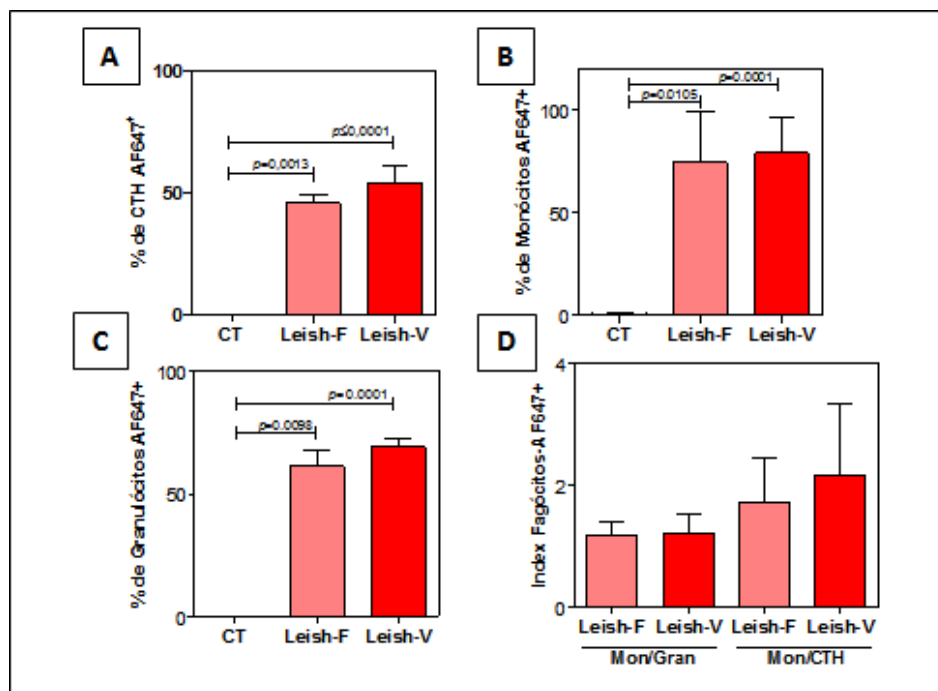 A
% de CTH AF647+
100
50
0
p≤0,0001
p=0,0013
CT Leish-F Leish-V
B
% de Monócitos AF647+
100
50
0
p=0.0001
p=0.0105
CT Leish-F Leish-V
C
% de Granulócitos AF647+
100
50
0
p=0.0001
p=0.0098
CT Leish-F Leish-V
D
Index Fagócitos-AF647+
4
2
0
Leish-F Leish-V Leish-F Leish-V
Mon/Gran Mon/CTH